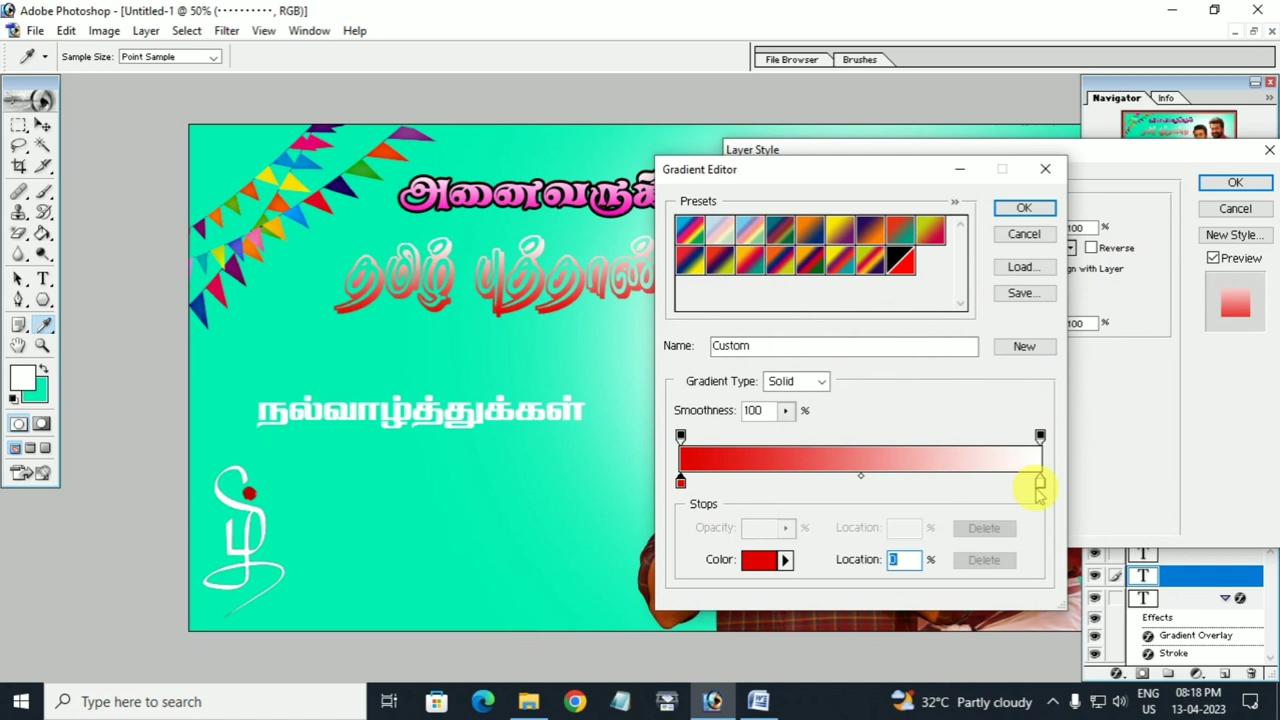 Adobe Photoshop - [Untitled-1 @ 50% (··········, RGB)]
File Edit Image Layer Select Filter View Window Help
Sample Size: Point Sample
File Browser Brushes
Navigator Info
Layer Style
அனைவருகி
தமிழ் புத்தாண்
நல்வாழ்த்துக்கள்
ழி
Gradient Editor
Presets
OK
Cancel
Load...
Save...
Name: Custom New
Gradient Type: Solid
Smoothness: 100 %
Stops
Opacity: % Location: % Delete
Color: Location: 0 % Delete
OK
Cancel
New Style...
Preview
100 %
Reverse
gn with Layer
100 %
T
T
T
Effects
Gradient Overlay
Stroke
Type here to search
32°C Partly cloudy
ENG
US
08:18 PM
13-04-2023